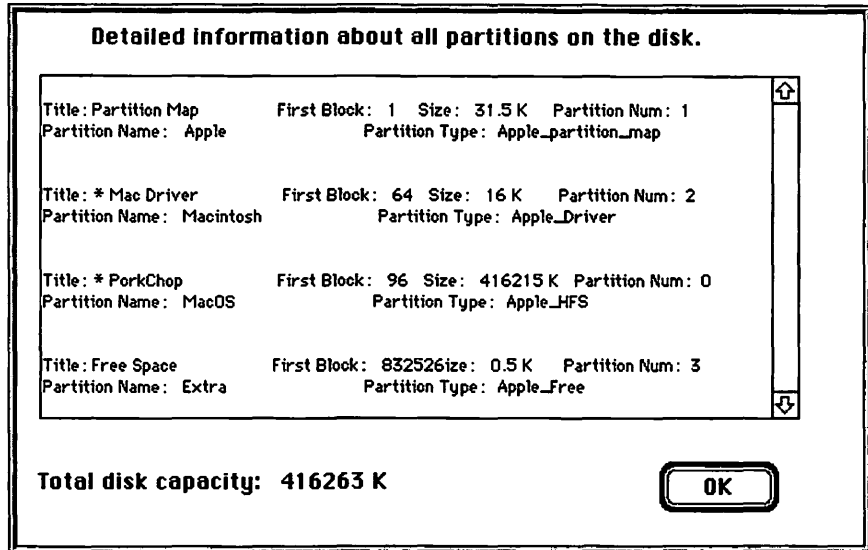 Detailed information about all partitions on the disk.
Title: Partition Map First Block: 1 Size: 31.5 K Partition Num: 1
Partition Name: Apple Partition Type: Apple_partition_map
Title: * Mac Driver First Block: 64 Size: 16 K Partition Num: 2
Partition Name: Macintosh Partition Type: Apple_Driver
Title: * PorkChop First Block: 96 Size: 416215 K Partition Num: 0
Partition Name: MacOS Partition Type: Apple_HFS
Title: Free Space First Block: 832526ize: 0.5 K Partition Num: 3
Partition Name: Extra Partition Type: Apple_Free
Total disk capacity: 416263 K
OK